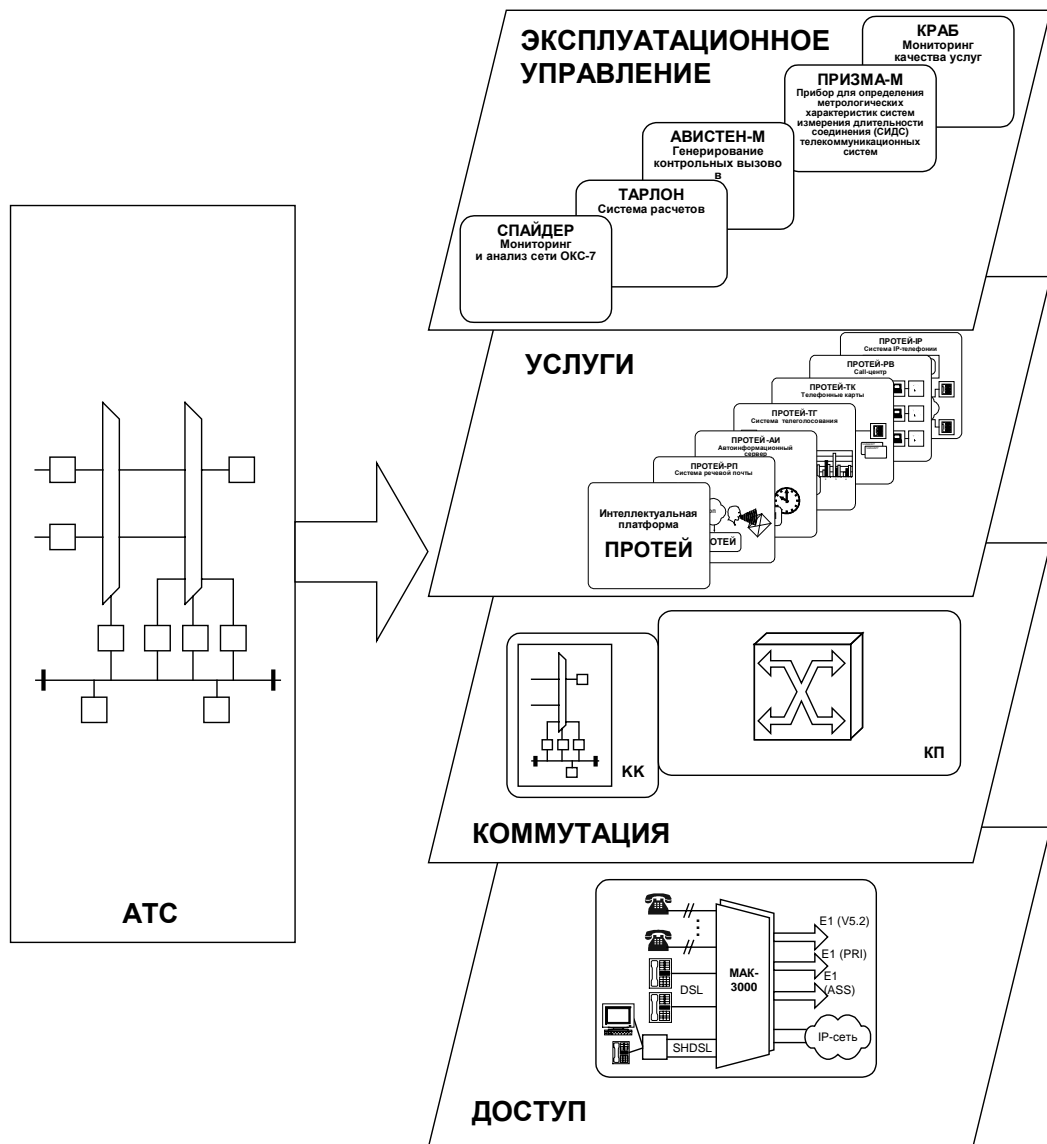 ЭКСПЛУАТАЦИОННОЕ
УПРАВЛЕНИЕ
КРАБ
Мониторинг
качества услуг
ПРИЗМА-М
Прибор для определения
метрологических
характеристик систем
измерения длительности
соединения (СИДС)
телекоммуникационных
систем
АВИСТЕН-М
Генерирование
контрольных вызово
в
ТАРЛОН
Система расчетов
СПАЙДЕР
Мониторинг
и анализ сети ОКС-7
УСЛУГИ
ПРОТЕЙ-IP
Система IP-телефонии
ПРОТЕЙ-РВ
Call-центр
ПРОТЕЙ-ТК
Телефонные карты
ПРОТЕЙ-ТГ
Система телеголосования
ПРОТЕЙ-АИ
Автоинформационный
сервер
ПРОТЕЙ-РП
Система речевой почты
ОТЕЙ
Интеллектуальная
платформа
ПРОТЕЙ
КК
КП
КОММУТАЦИЯ
АТС
E1 (V5.2)
E1 (PRI)
E1
(ASS)
МАК-
3000
DSL
SHDSL
IP-сеть
ДОСТУП